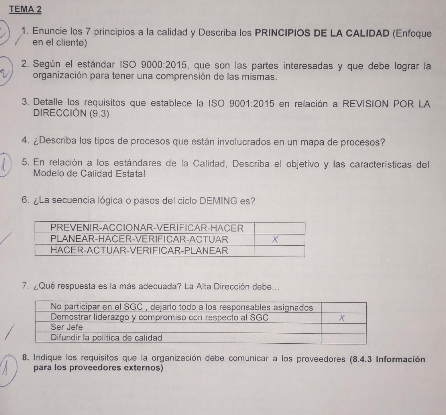 TEMA 2
1. Enuncie los 7 principios a la calidad y Describa los PRINCIPIOS DE LA CALIDAD (Enfoque
en el cliente)
2. Según el estándar ISO 9000:2015, que son las partes interesadas y que debe lograr la
organización para tener una comprensión de las mismas.
3. Detalle los requisitos que establece la ISO 9001:2015 en relación a REVISION POR LA
DIRECCIÓN (9.3)
4. ¿Describa los tipos de procesos que están involucrados en un mapa de procesos?
5. En relación a los estándares de la Calidad, Describa el objetivo y las características del
Modelo de Calidad Estatal
6. ¿La secuencia lógica o pasos del ciclo DEMING es?
PREVENIR-ACCIONAR-VERIFICAR-HACER
PLANEAR-HACER-VERIFICAR-ACTUAR X
HACER-ACTUAR-VERIFICAR-PLANEAR
7. ¿Qué respuesta es la más adecuada? La Alta Dirección debe...
No participar en el SGC , dejarlo todo a los responsables asignados
Demostrar liderazgo y compromiso con respecto al SGC X
Ser Jefe
Difundir la política de calidad
8. Indique los requisitos que la organización debe comunicar a los proveedores (8.4.3 Información
para los proveedores externos)